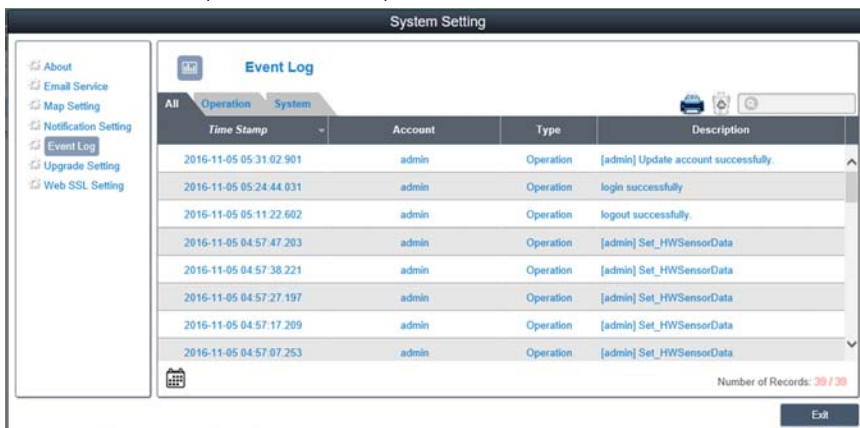 System Setting
About
Email Service
Map Setting
Notification Setting
Event Log
Upgrade Setting
Web SSL Setting
Event Log
All Operation System
Time Stamp Account Type Description
2016-11-05 05:31:02.901 admin Operation [admin] Update account successfully.
2016-11-05 05:24:44.031 admin Operation login successfully
2016-11-05 05:11:22.602 admin Operation logout successfully.
2016-11-05 04:57:47.203 admin Operation [admin] Set_HWSensorData
2016-11-05 04:57:38.221 admin Operation [admin] Set_HWSensorData
2016-11-05 04:57:27.197 admin Operation [admin] Set_HWSensorData
2016-11-05 04:57:17.209 admin Operation [admin] Set_HWSensorData
2016-11-05 04:57:07.253 admin Operation [admin] Set_HWSensorData
Number of Records: 39 / 39
Exit